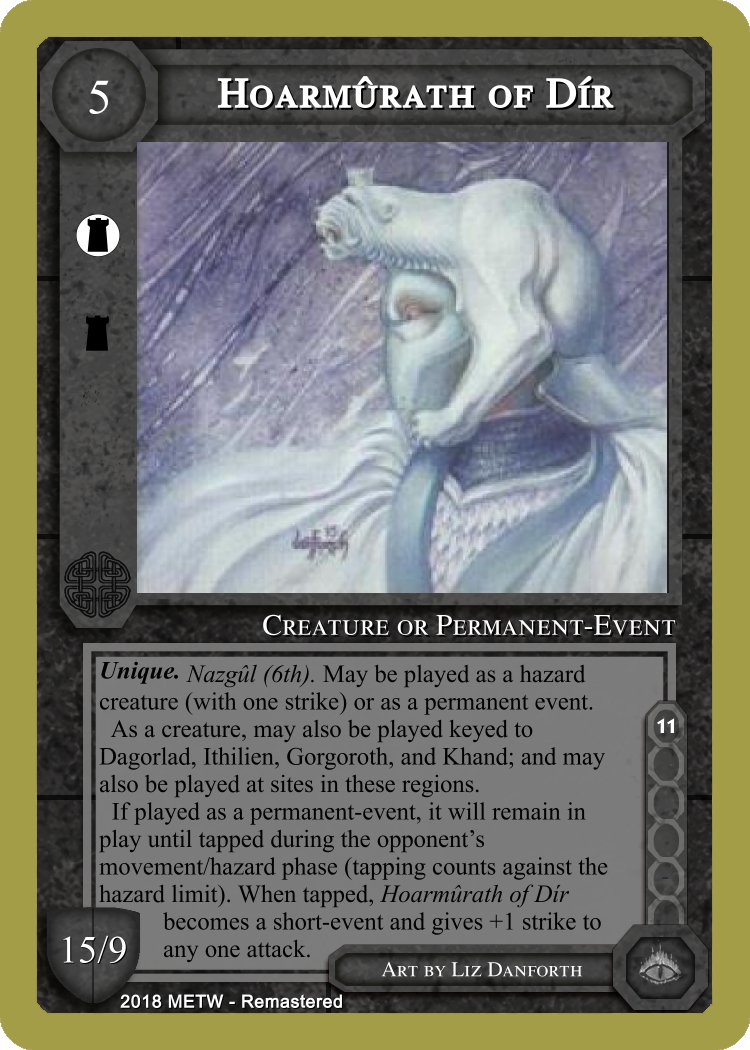 5
Hoarmûrath of Dír
Creature or Permanent-Event
Unique. Nazgûl (6th). May be played as a hazard
creature (with one strike) or as a permanent event.
As a creature, may also be played keyed to
Dagorlad, Ithilien, Gorgoroth, and Khand; and may
also be played at sites in these regions.
If played as a permanent-event, it will remain in
play until tapped during the opponent's
movement/hazard phase (tapping counts against the
hazard limit). When tapped, Hoarmûrath of Dír
becomes a short-event and gives +1 strike to
any one attack.
11
15/9
Art by Liz Danforth
2018 METW - Remastered